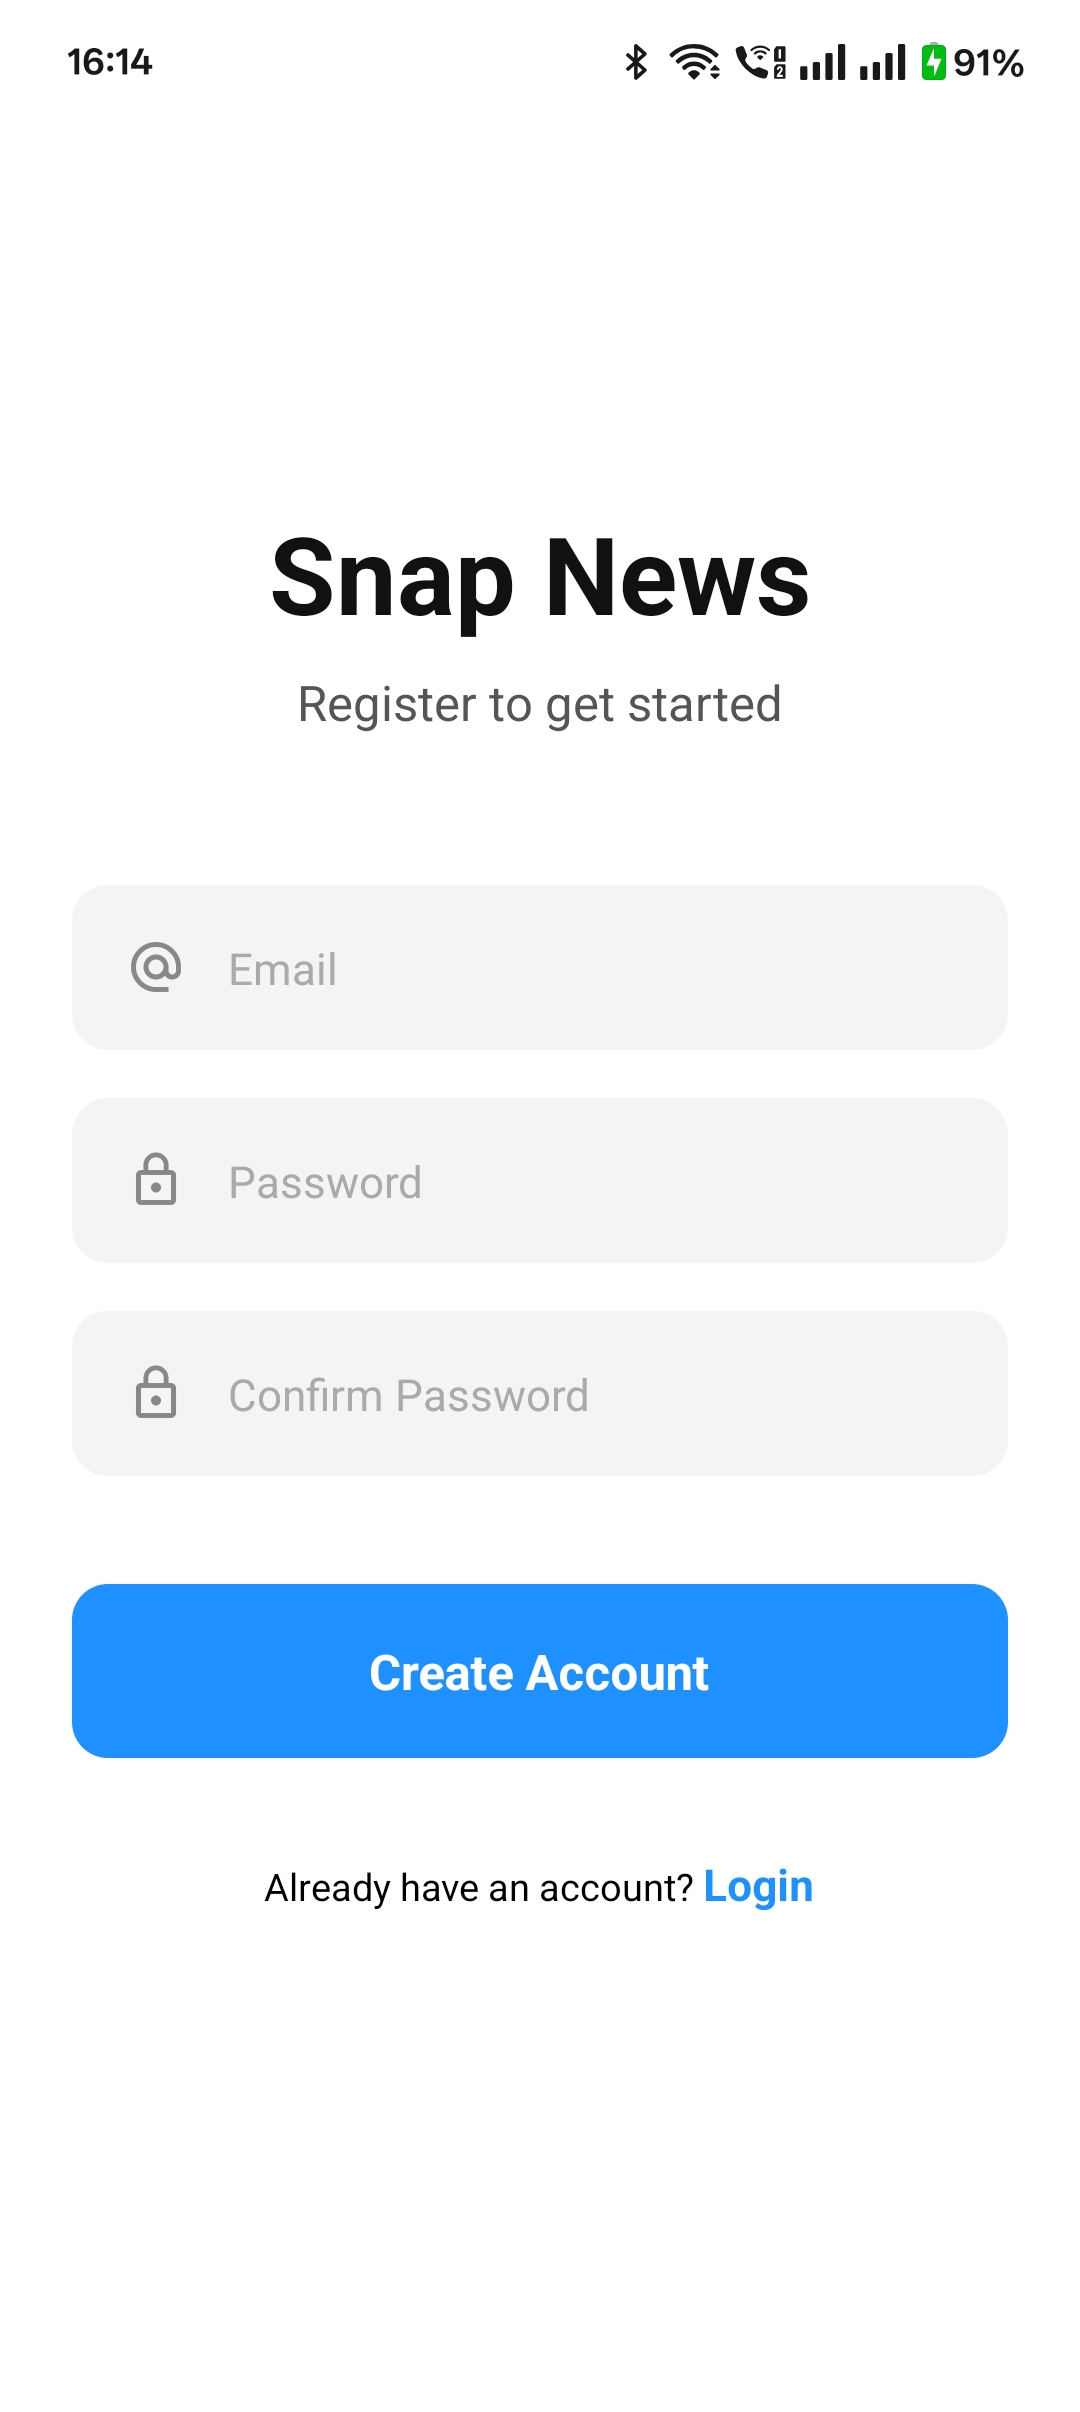 16:14 91%
Snap News
Register to get started
Email
Password
Confirm Password
Create Account
Already have an account? Login